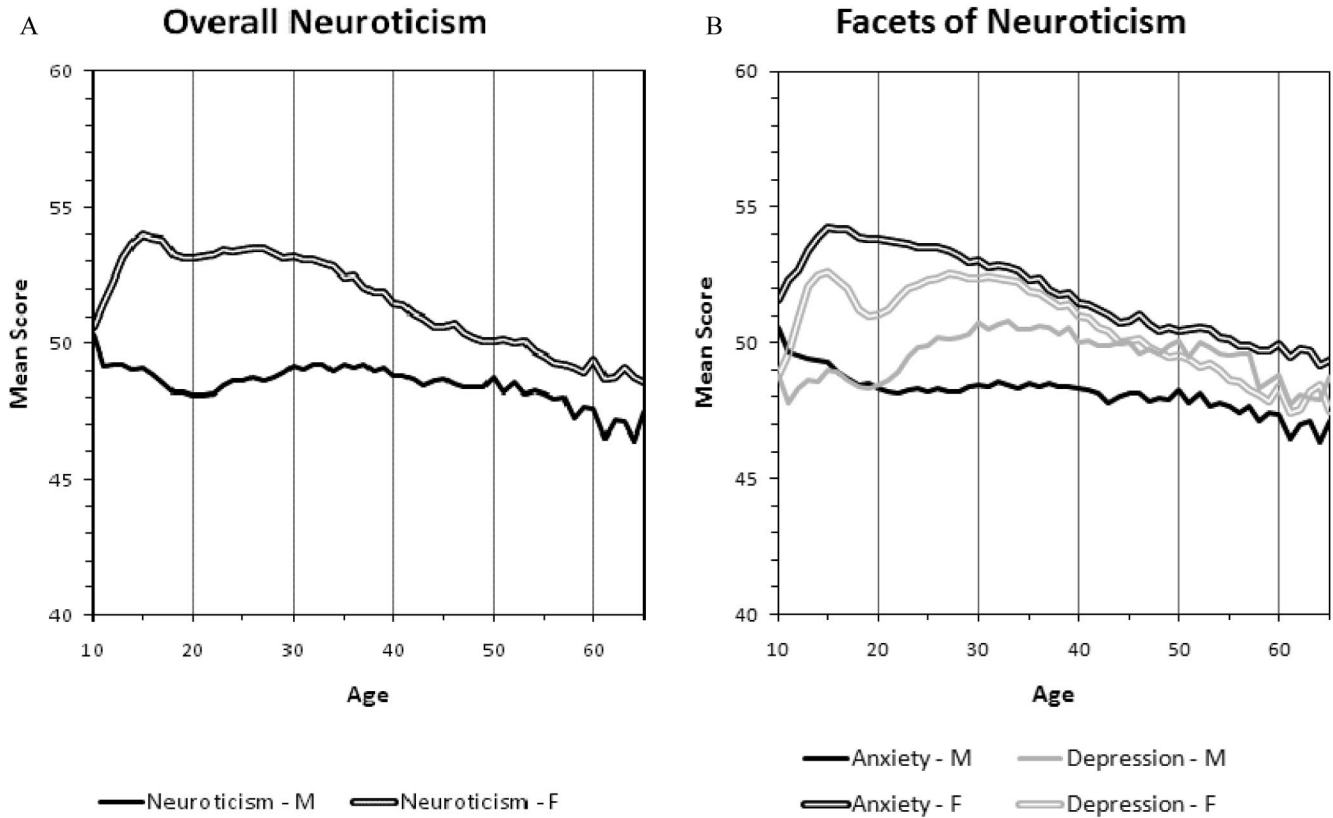 A
Overall Neuroticism
60
55
50
45
40
Mean Score
10
20
30
40
50
60
Age
Neuroticism - M
Neuroticism - F
B
Facets of Neuroticism
60
55
50
45
40
Mean Score
10
20
30
40
50
60
Age
Anxiety - M
Depression - M
Anxiety - F
Depression - F